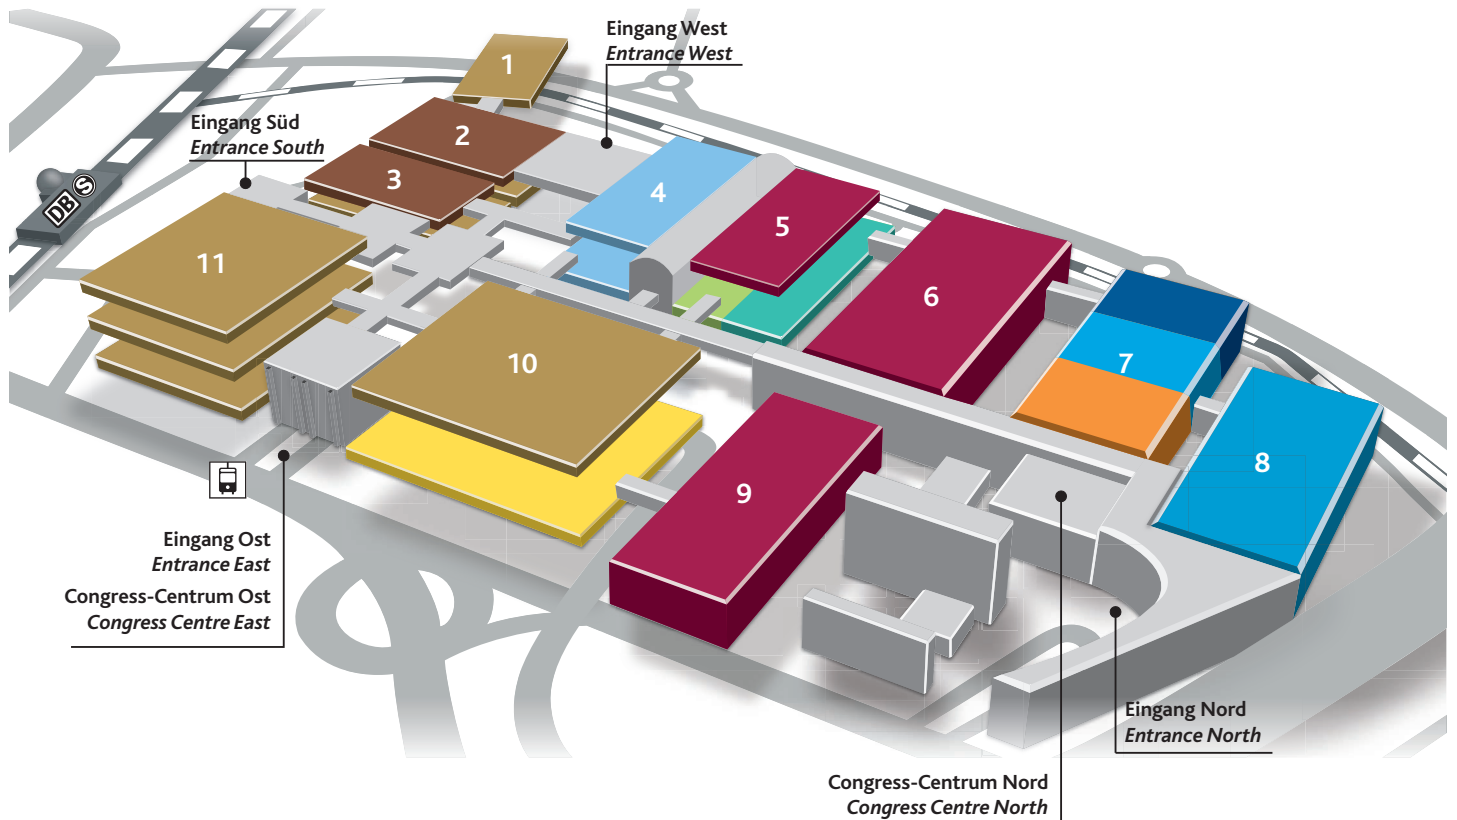 Eingang West
Entrance West
1
Eingang Süd
Entrance South
2
3
4
5
DB S
11
6
10
7
8
9
Eingang Ost
Entrance East
Congress-Centrum Ost
Congress Centre East
Eingang Nord
Entrance North
Congress-Centrum Nord
Congress Centre North